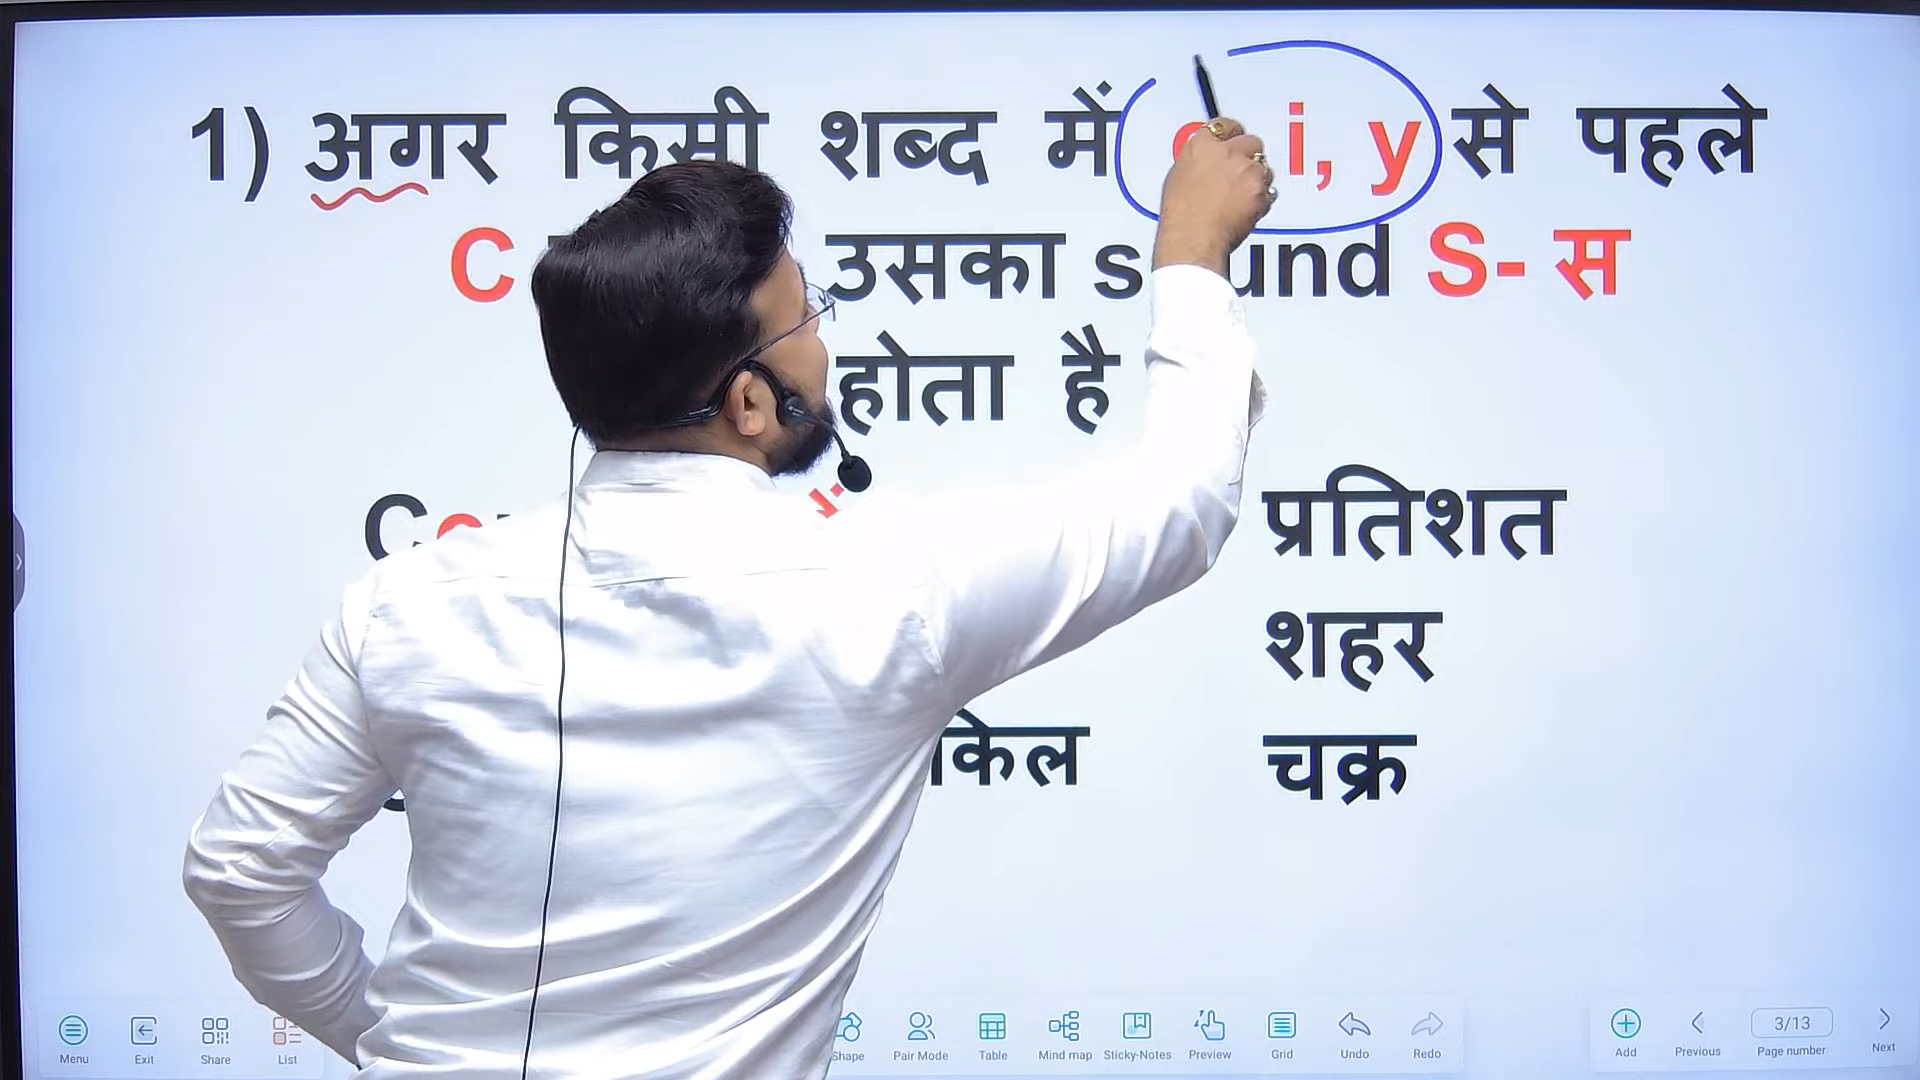 1) अगर किसी शब्द में i, y से पहले
C उसका sound S- स
होता है
प्रतिशत
शहर
चक्र
Menu Exit Share List Shape Pair Mode Table Mind map Sticky-Notes Preview Grid Undo Redo Add Previous 3/13 Page number Next